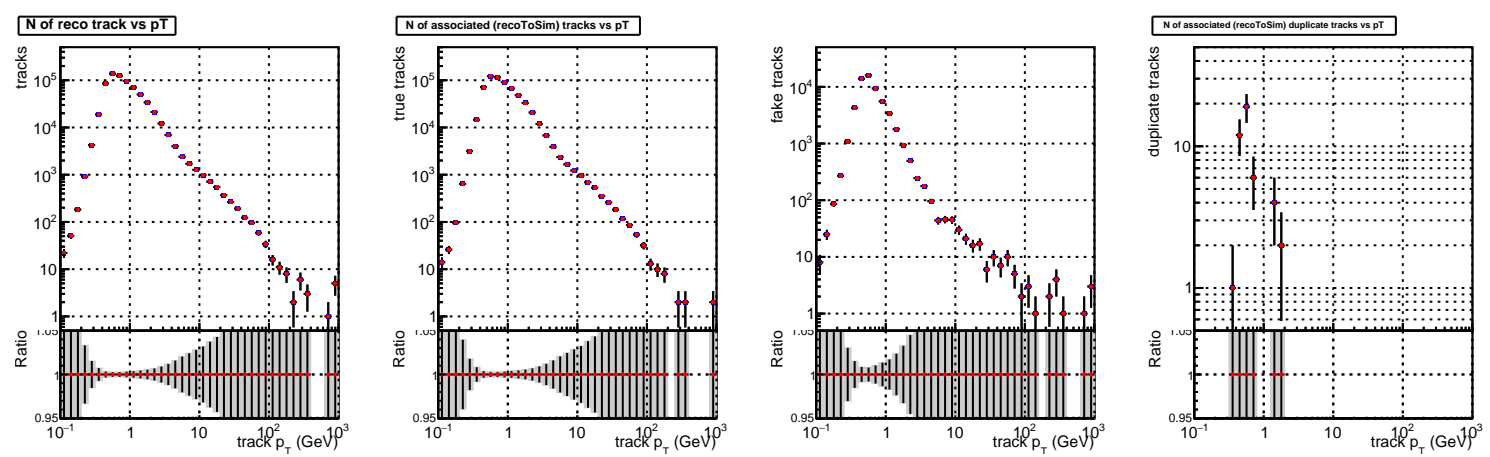 N of reco track vs pT
tracks
10^5
10^4
10^3
10^2
10
1
Ratio
1.05
1
0.95
10^-1 1 10 10^2 10^3
track p_T (GeV)
N of associated (recoToSim) tracks vs pT
true tracks
10^5
10^4
10^3
10^2
10
1
Ratio
1.05
1
0.95
10^-1 1 10 10^2 10^3
track p_T (GeV)
fake tracks
10^4
10^3
10^2
10
1
Ratio
1.05
1
0.95
10^-1 1 10 10^2 10^3
track p_T (GeV)
N of associated (recoToSim) duplicate tracks vs pT
duplicate tracks
10
1
Ratio
1.05
1
0.95
10^-1 1 10 10^2 10^3
track p_T (GeV)